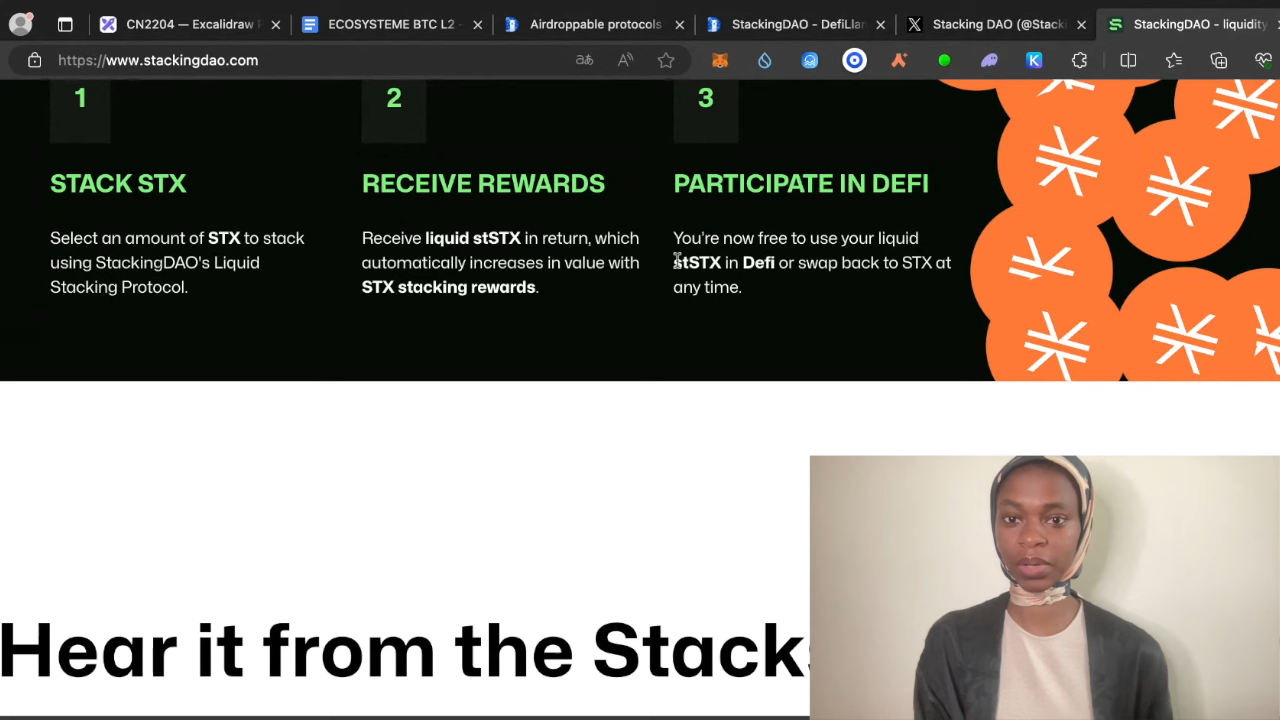 CN2204 — Excalidraw
ECOSYSTEME BTC L2 -
Airdroppable protocols
StackingDAO - DefiLlar
Stacking DAO (@Stacki
StackingDAO - liquidity
https://www.stackingdao.com
1
2
3
STACK STX
Select an amount of STX to stack
using StackingDAO's Liquid
Stacking Protocol.
RECEIVE REWARDS
Receive liquid stSTX in return, which
automatically increases in value with
STX stacking rewards.
PARTICIPATE IN DEFI
You're now free to use your liquid
stSTX in Defi or swap back to STX at
any time.
Hear it from the Stacks